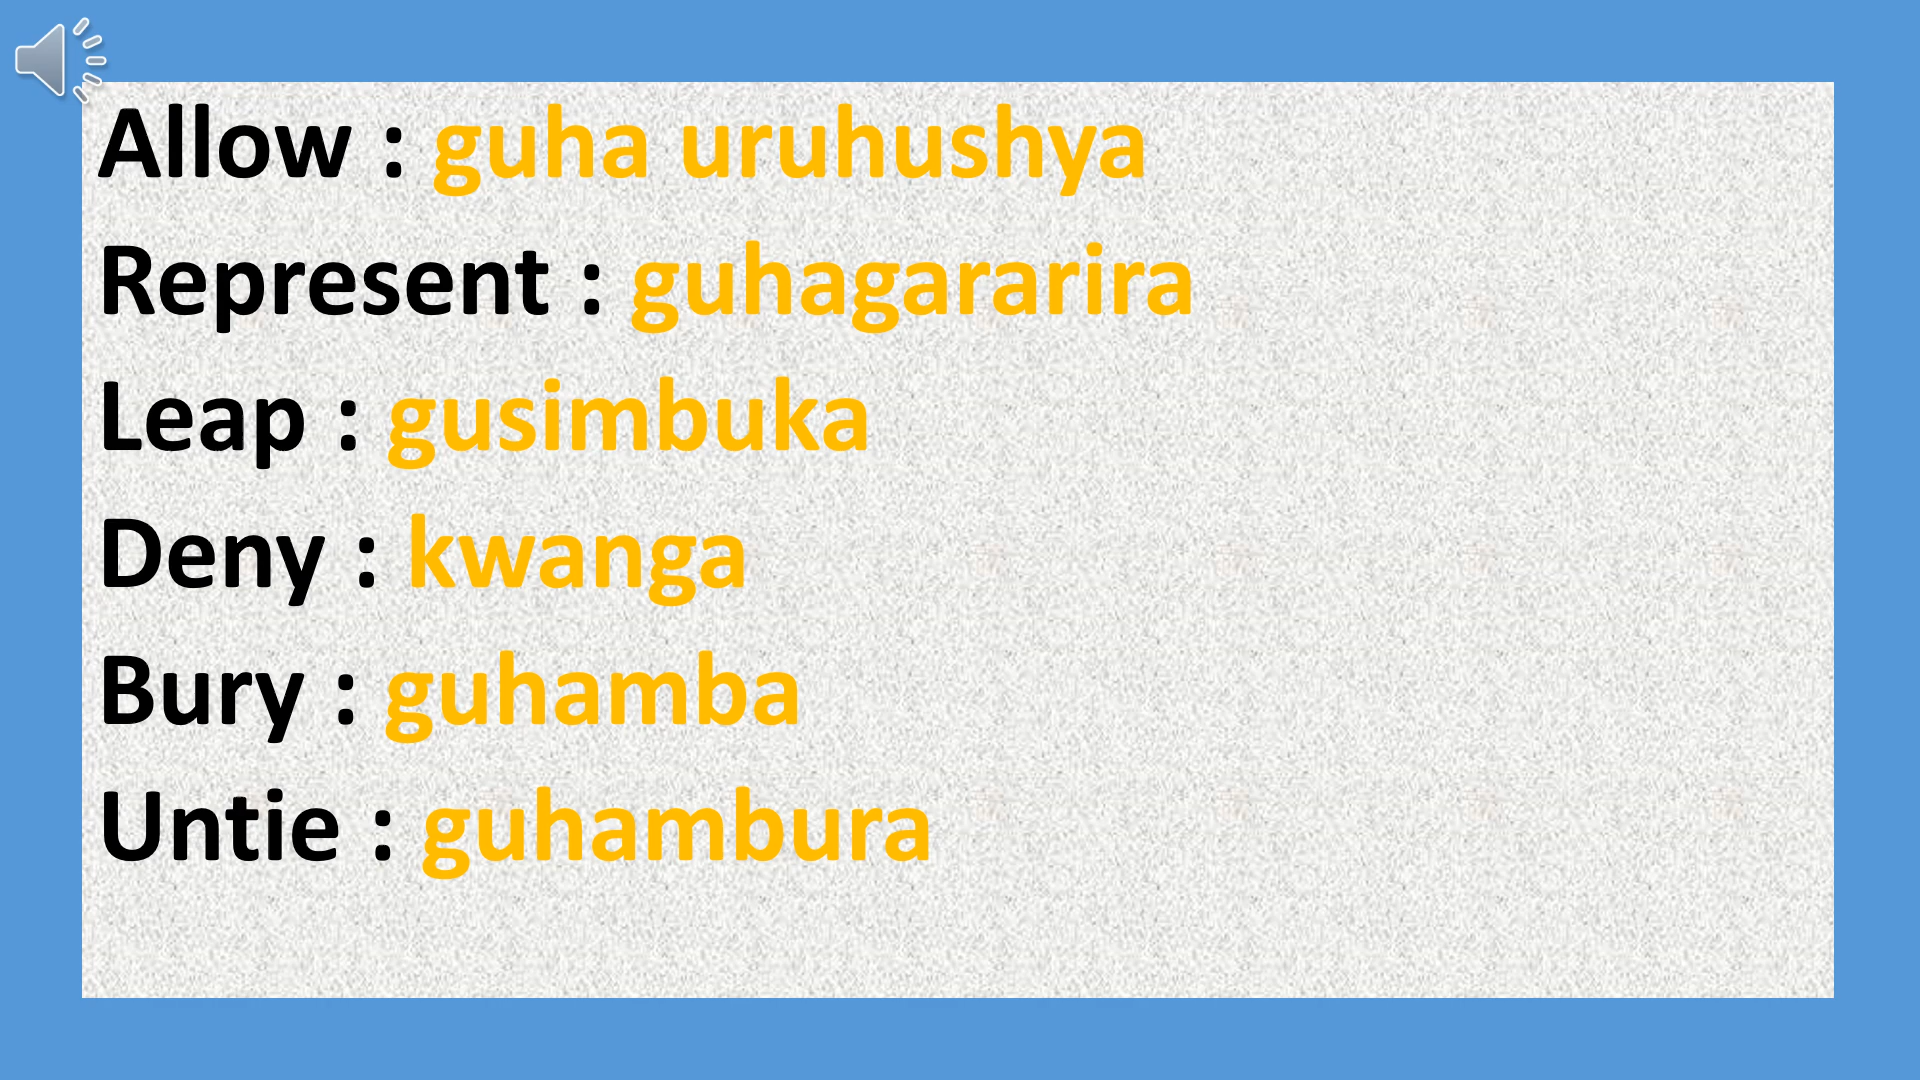 Allow : guha uruhushya
Represent : guhagararira
Leap : gusimbuka
Deny : kwanga
Bury : guhamba
Untie : guhambura